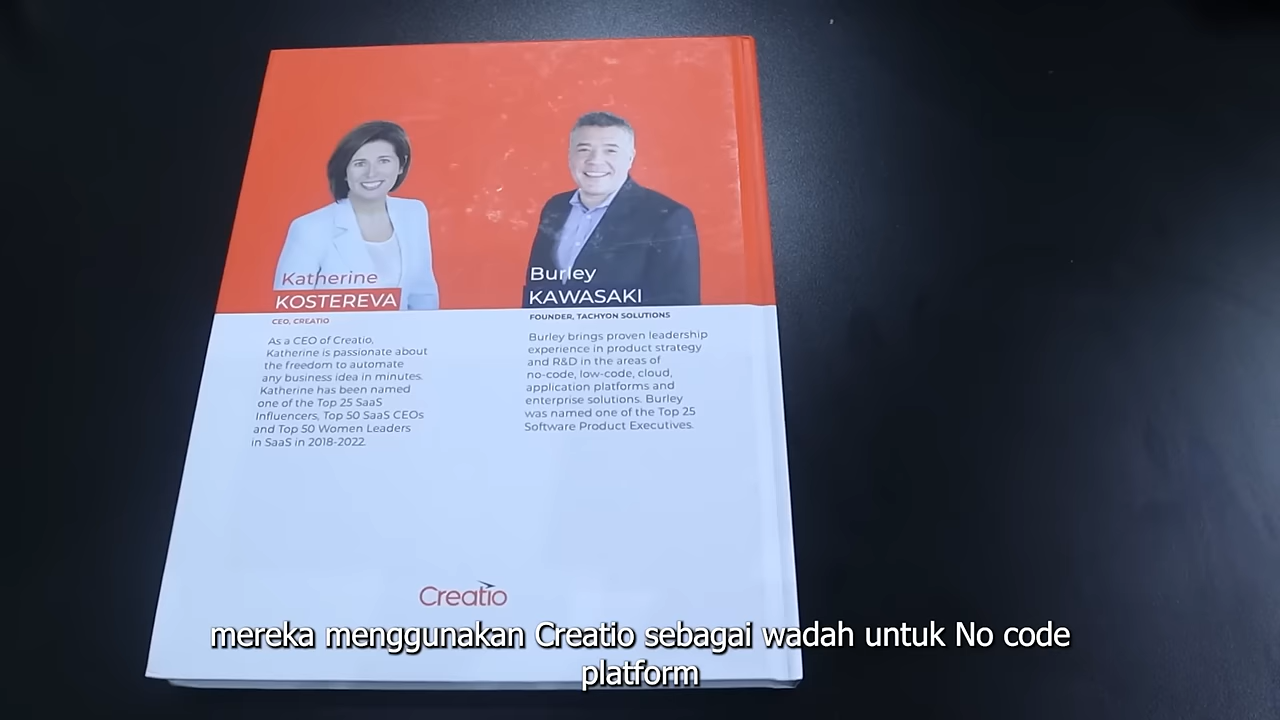 Katherine
KOSTEREVA
CEO, CREATIO
As a CEO of Creatio,
Katherine is passionate about
the freedom to automate
any business idea in minutes.
Katherine has been named
one of the Top 25 SaaS
Influencers, Top 50 SaaS CEOs
and Top 50 Women Leaders
in SaaS in 2018-2022.
Burley
KAWASAKI
FOUNDER, TACHYON SOLUTIONS
Burley brings proven leadership
experience in product strategy
and R&D in the areas of
no-code, low-code, cloud,
application platforms and
enterprise solutions. Burley
was named one of the Top 25
Software Product Executives.
Creatio
mereka menggunakan Creatio sebagai wadah untuk No code
platform